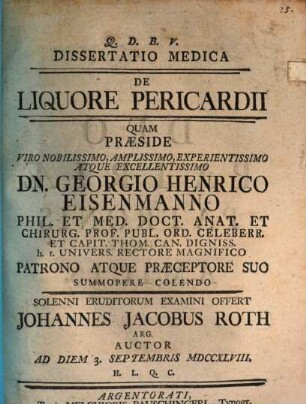 25.
Q. D. B. V.
DISSERTATIO MEDICA
DE
LIQUORE PERICARDII
QUAM
PRÆSIDE
VIRO NOBILISSIMO, AMPLISSIMO, EXPERIENTISSIMO
ATQUE EXCELLENTISSIMO
DN. GEORGIO HENRICO
EISENMANNO
PHIL. ET MED. DOCT. ANAT. ET
CHIRURG. PROF. PUBL. ORD. CELEBERR.
ET CAPIT. THOM. CAN. DIGNISS.
h. t. UNIVERS. RECTORE MAGNIFICO
PATRONO ATQUE PRÆCEPTORE SUO
SUMMOPERE COLENDO
SOLENNI ERUDITORUM EXAMINI OFFERT
JOHANNES JACOBUS ROTH
ARG.
AUCTOR
AD DIEM 3. SEPTEMBRIS MDCCXLVIII.
H. L. Q. C.
ARGENTORATI,
MELCHIORIS PAUSCHINGERI,